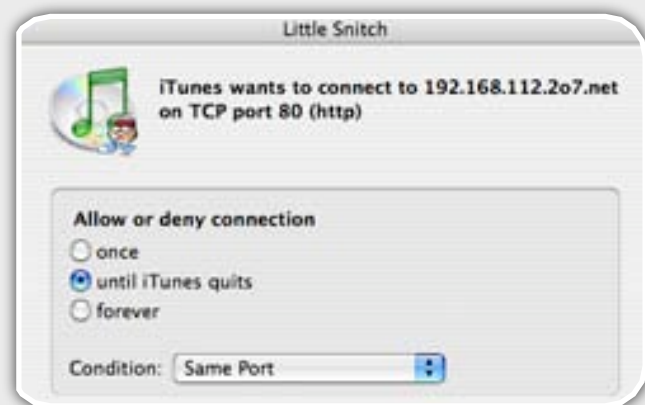 Little Snitch
iTunes wants to connect to 192.168.112.2o7.net
on TCP port 80 (http)
Allow or deny connection
once
until iTunes quits
forever
Condition: Same Port